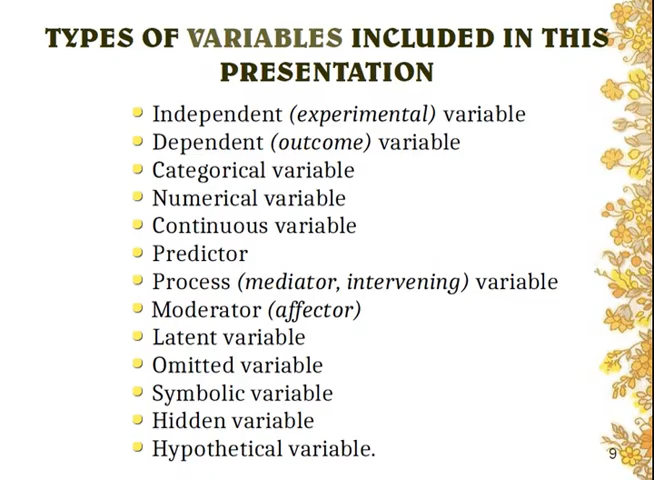 TYPES OF VARIABLES INCLUDED IN THIS
PRESENTATION
Independent (experimental) variable
Dependent (outcome) variable
Categorical variable
Numerical variable
Continuous variable
Predictor
Process (mediator, intervening) variable
Moderator (affector)
Latent variable
Omitted variable
Symbolic variable
Hidden variable
Hypothetical variable.
9